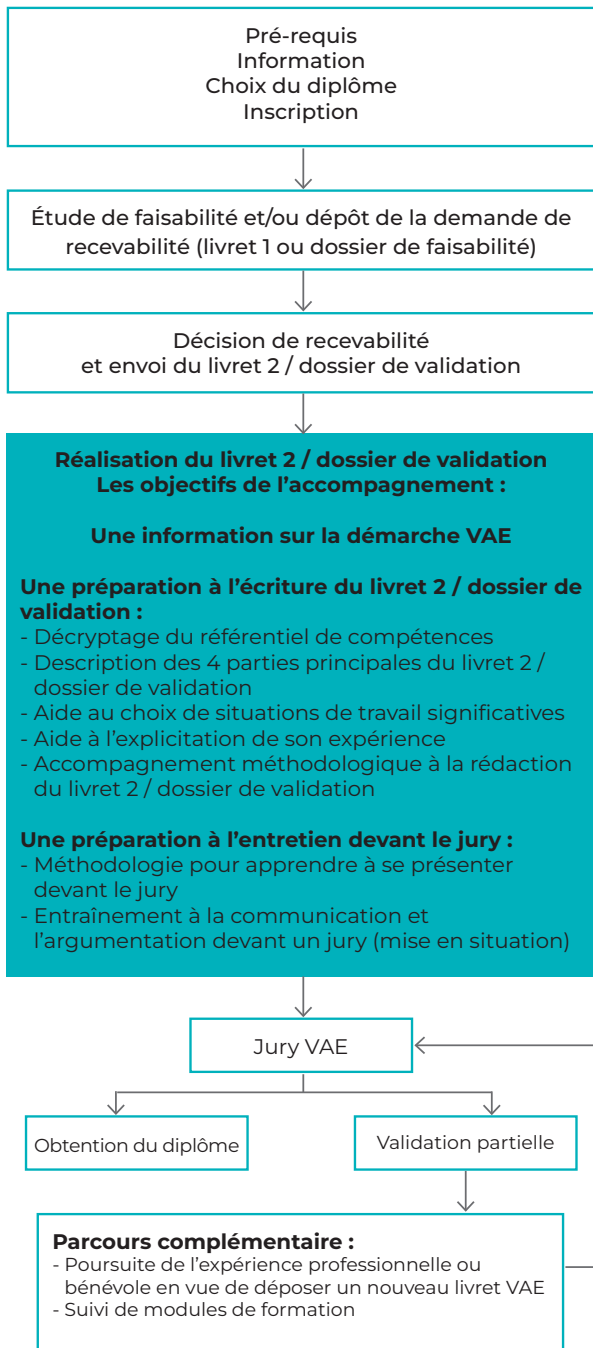 Pré-requis
Information
Choix du diplôme
Inscription
Étude de faisabilité et/ou dépôt de la demande de
recevabilité (livret 1 ou dossier de faisabilité)
Décision de recevabilité
et envoi du livret 2 / dossier de validation
Réalisation du livret 2 / dossier de validation
Les objectifs de l’accompagnement :
Une information sur la démarche VAE
Une préparation à l’écriture du livret 2 / dossier de
validation :
- Décryptage du référentiel de compétences
- Description des 4 parties principales du livret 2 /
dossier de validation
- Aide au choix de situations de travail significatives
- Aide à l’explicitation de son expérience
- Accompagnement méthodologique à la rédaction
du livret 2 / dossier de validation
Une préparation à l’entretien devant le jury :
- Méthodologie pour apprendre à se présenter
devant le jury
- Entraînement à la communication et
l’argumentation devant un jury (mise en situation)
Jury VAE
Obtention du diplôme
Validation partielle
Parcours complémentaire :
- Poursuite de l’expérience professionnelle ou
bénévole en vue de déposer un nouveau livret VAE
- Suivi de modules de formation